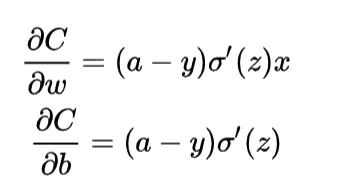 ∂C/∂w = (a − y)σ′(z)x
∂C/∂b = (a − y)σ′(z)